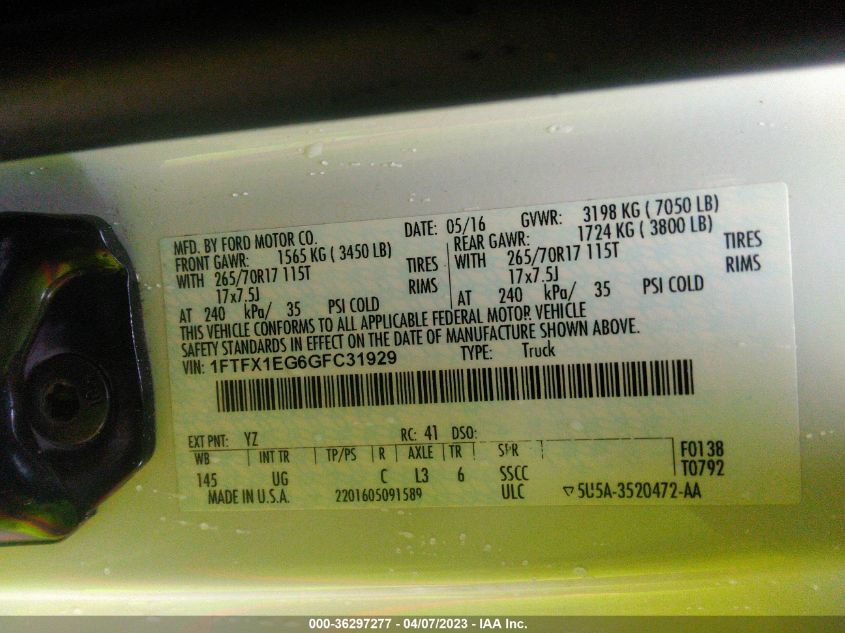 MFD. BY FORD MOTOR CO.
DATE: 05/16 GVWR: 3198 KG ( 7050 LB)
FRONT GAWR: 1565 KG ( 3450 LB)
WITH 265/70R17 115T TIRES
17x7.5J RIMS
AT 240 kPa/ 35 PSI COLD
REAR GAWR: 1724 KG ( 3800 LB)
WITH 265/70R17 115T TIRES
17x7.5J RIMS
AT 240 kPa/ 35 PSI COLD
THIS VEHICLE CONFORMS TO ALL APPLICABLE FEDERAL MOTOR VEHICLE
SAFETY STANDARDS IN EFFECT ON THE DATE OF MANUFACTURE SHOWN ABOVE.
VIN: 1FTFX1EG6GFC31929 TYPE: Truck
EXT PNT: YZ RC: 41 DSO:
WB INT TR TP/PS R AXLE TR SPR
145 UG C L3 6 SSCC
F0138
T0792
MADE IN U.S.A. 2201605091589 ULC ▽5U5A-3520472-AA
000-36297277 - 04/07/2023 - IAA Inc.